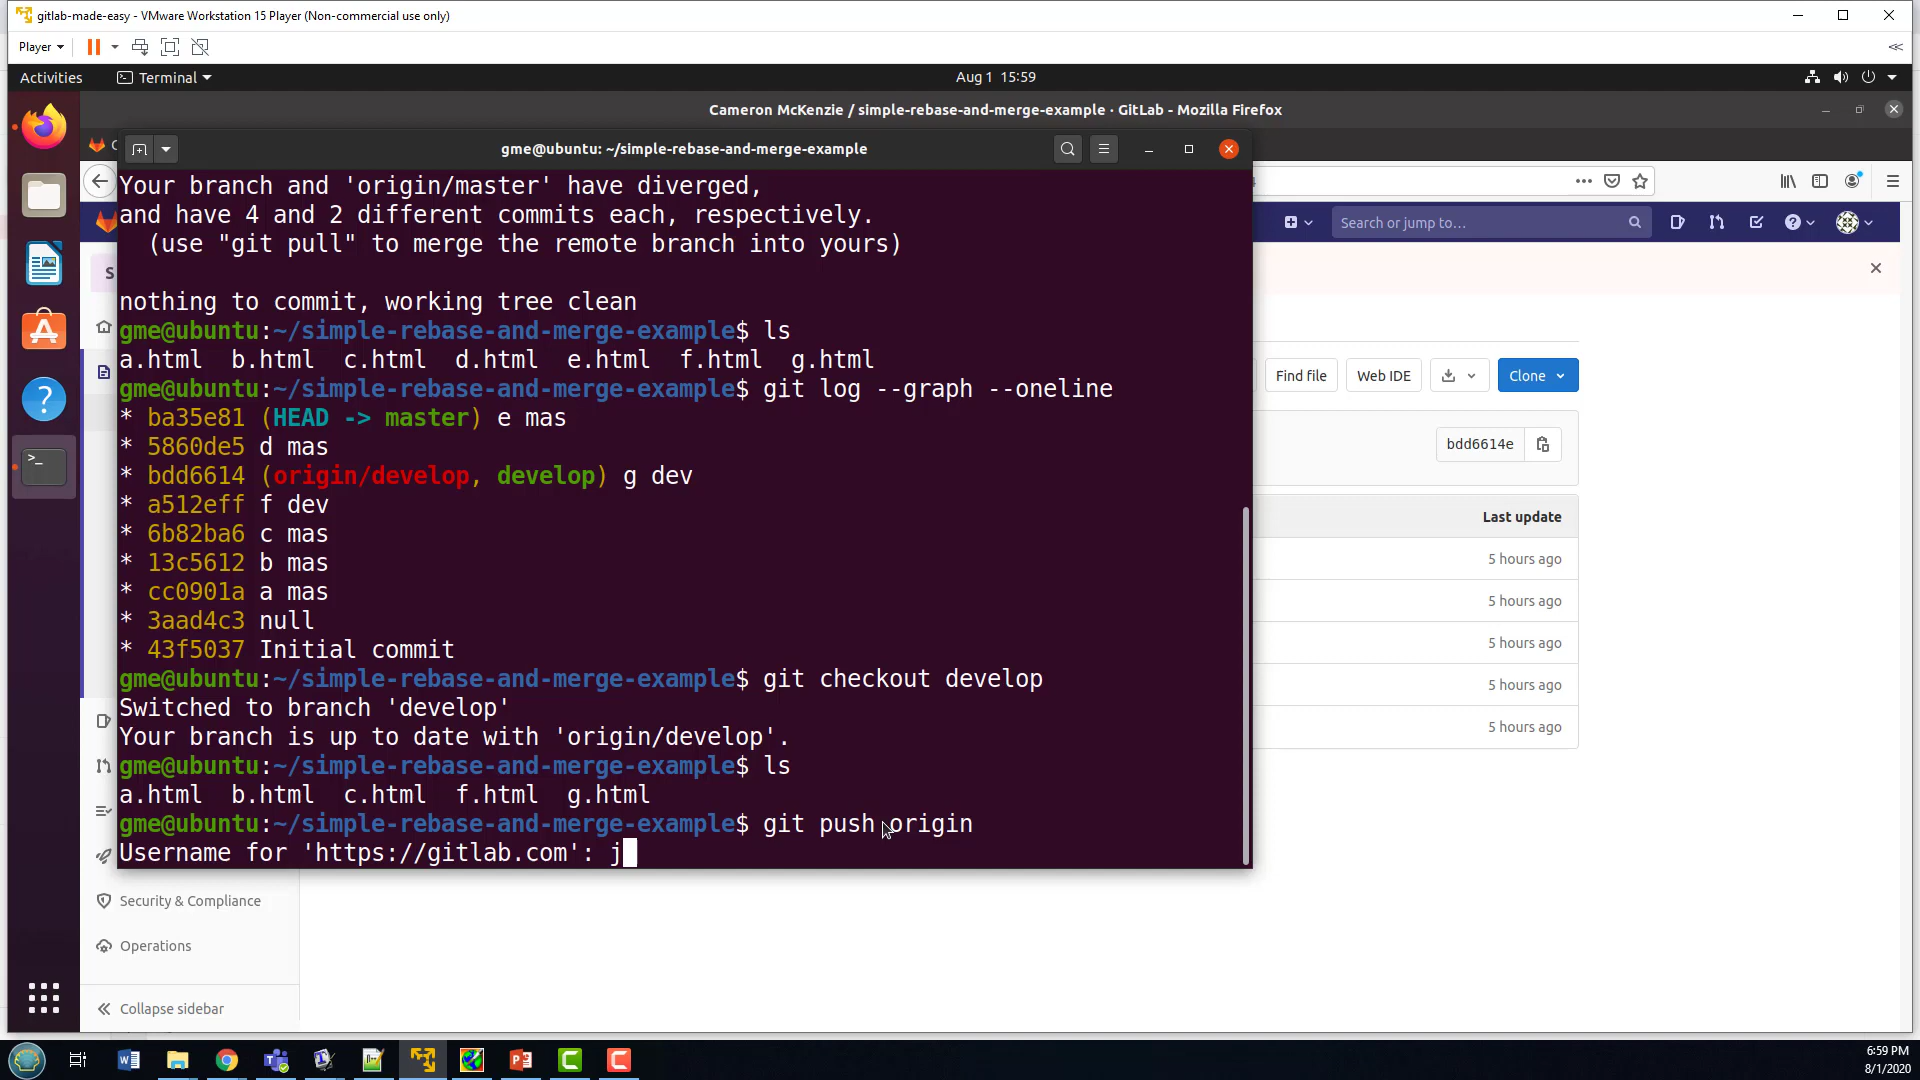 gitlab-made-easy - VMware Workstation 15 Player (Non-commercial use only)
Player
Activities
Terminal
Aug 1 15:59
Cameron McKenzie / simple-rebase-and-merge-example · GitLab - Mozilla Firefox
gme@ubuntu: ~/simple-rebase-and-merge-example
Your branch and 'origin/master' have diverged,
and have 4 and 2 different commits each, respectively.
(use "git pull" to merge the remote branch into yours)
nothing to commit, working tree clean
gme@ubuntu:~/simple-rebase-and-merge-example$ ls
a.html b.html c.html d.html e.html f.html g.html
gme@ubuntu:~/simple-rebase-and-merge-example$ git log --graph --oneline
* ba35e81 (HEAD -> master) e mas
* 5860de5 d mas
* bdd6614 (origin/develop, develop) g dev
* a512eff f dev
* 6b82ba6 c mas
* 13c5612 b mas
* cc0901a a mas
* 3aad4c3 null
* 43f5037 Initial commit
gme@ubuntu:~/simple-rebase-and-merge-example$ git checkout develop
Switched to branch 'develop'
Your branch is up to date with 'origin/develop'.
gme@ubuntu:~/simple-rebase-and-merge-example$ ls
a.html b.html c.html f.html g.html
gme@ubuntu:~/simple-rebase-and-merge-example$ git push origin
Username for 'https://gitlab.com': j
Search or jump to…
Find file
Web IDE
Clone
bdd6614e
Last update
5 hours ago
5 hours ago
5 hours ago
5 hours ago
5 hours ago
S
Security & Compliance
Operations
Collapse sidebar
6:59 PM
8/1/2020